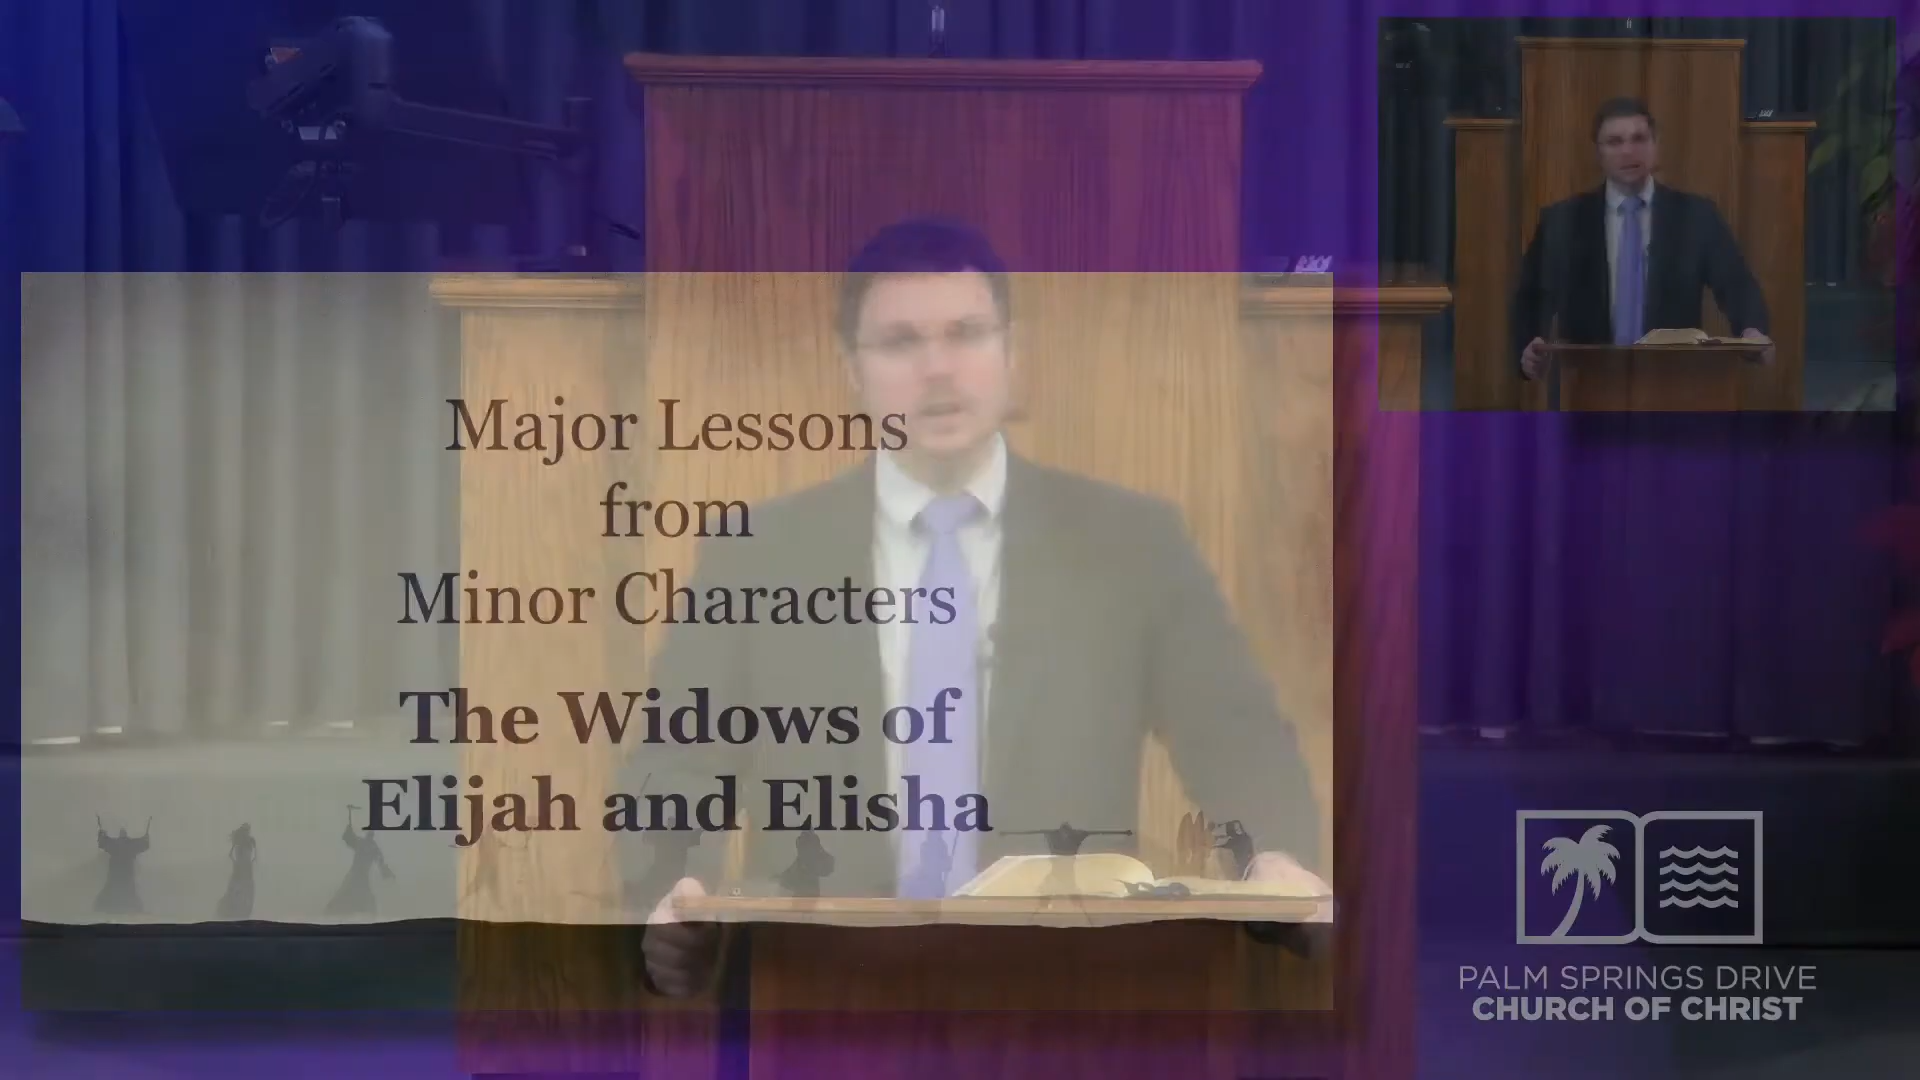 Major Lessons
from
Minor Characters
The Widows of
Elijah and Elisha
PALM SPRINGS DRIVE
CHURCH OF CHRIST